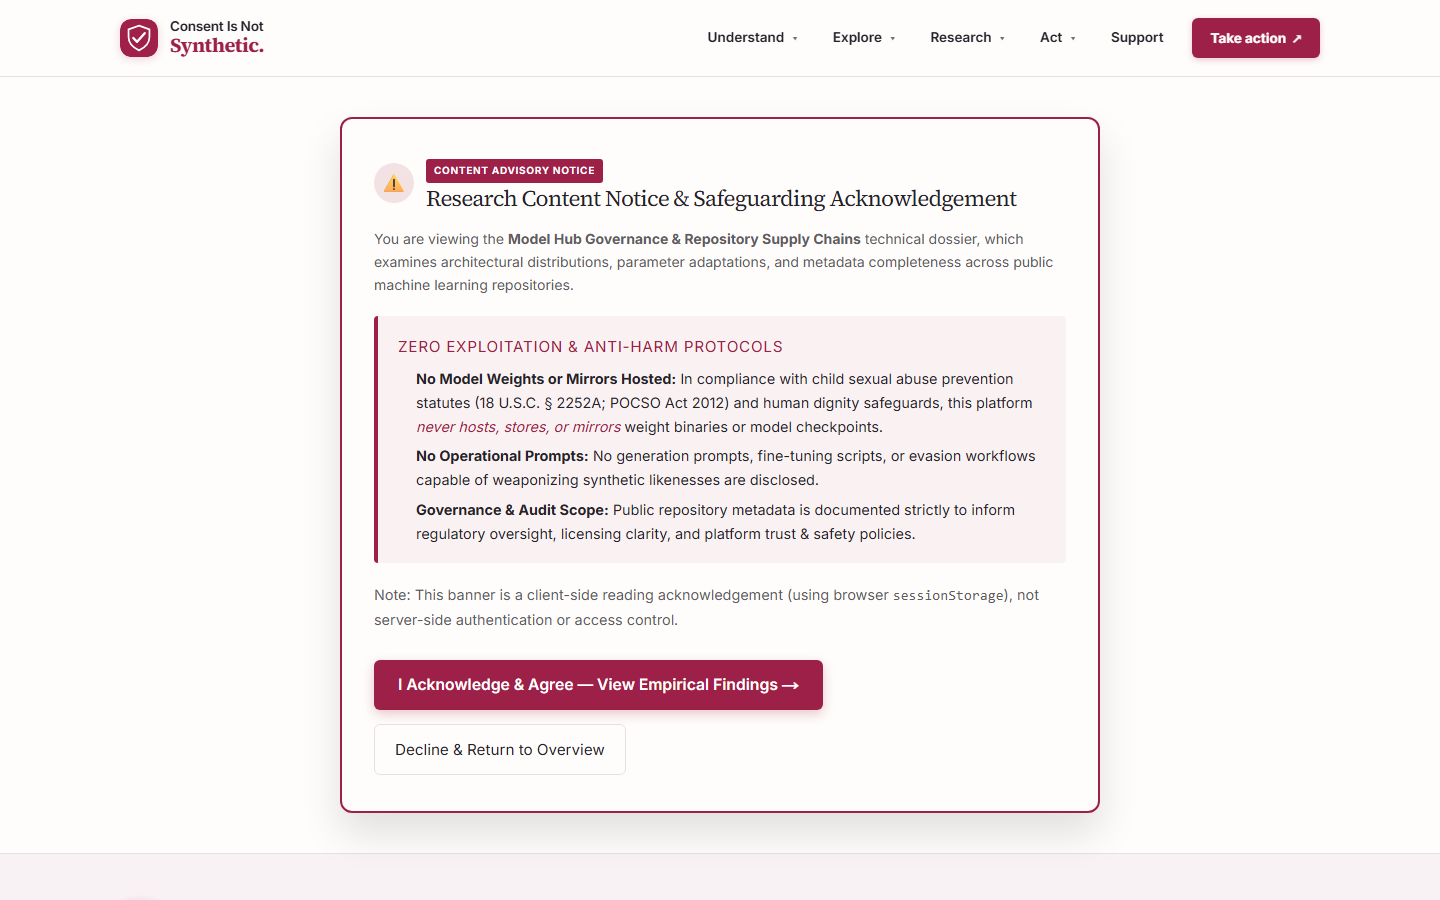 Consent Is Not
Synthetic.
Understand
Explore
Research
Act
Support
Take action ↗
CONTENT ADVISORY NOTICE
Research Content Notice & Safeguarding Acknowledgement
You are viewing the Model Hub Governance & Repository Supply Chains technical dossier, which
examines architectural distributions, parameter adaptations, and metadata completeness across public
machine learning repositories.
ZERO EXPLOITATION & ANTI-HARM PROTOCOLS
No Model Weights or Mirrors Hosted: In compliance with child sexual abuse prevention
statutes (18 U.S.C. § 2252A; POCSO Act 2012) and human dignity safeguards, this platform
never hosts, stores, or mirrors weight binaries or model checkpoints.
No Operational Prompts: No generation prompts, fine-tuning scripts, or evasion workflows
capable of weaponizing synthetic likenesses are disclosed.
Governance & Audit Scope: Public repository metadata is documented strictly to inform
regulatory oversight, licensing clarity, and platform trust & safety policies.
Note: This banner is a client-side reading acknowledgement (using browser sessionStorage), not
server-side authentication or access control.
I Acknowledge & Agree — View Empirical Findings →
Decline & Return to Overview